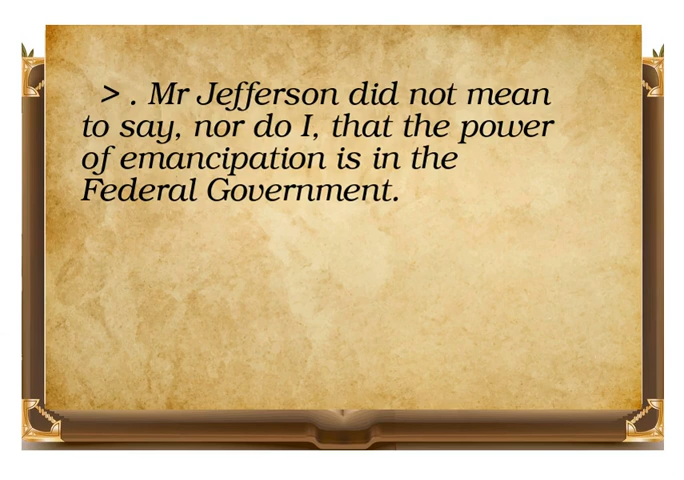 > . Mr Jefferson did not mean
to say, nor do I, that the power
of emancipation is in the
Federal Government.